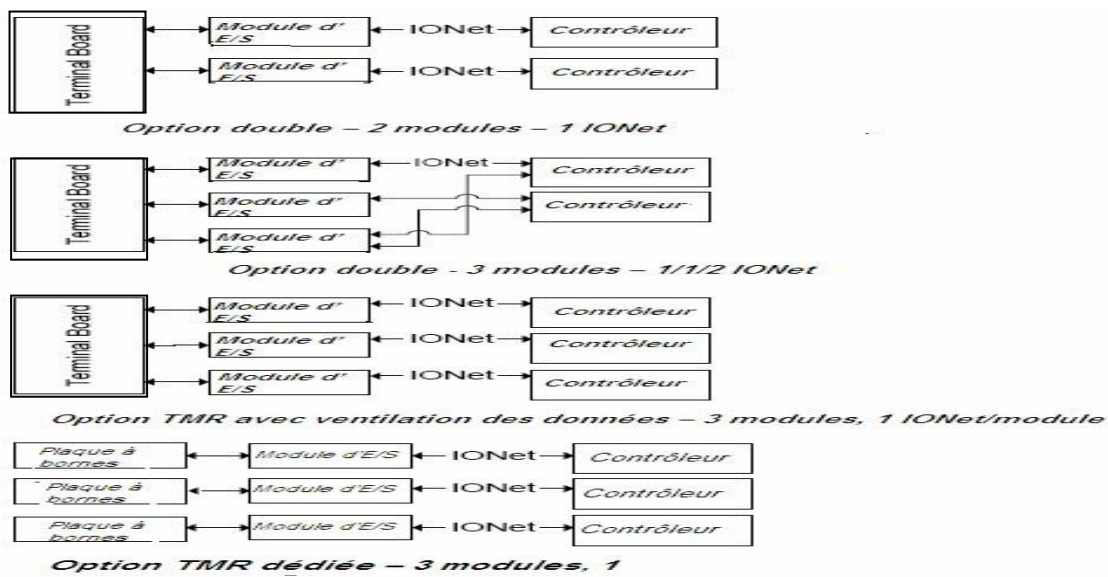 Terminal Board
Module d'
E/S
IONet
Contrôleur
Module d'
E/S
IONet
Contrôleur
Option double – 2 modules – 1 IONet
Terminal Board
Module d'
E/S
IONet
Contrôleur
Module d'
E/S
Contrôleur
Module d'
E/S
Option double - 3 modules – 1/1/2 IONet
Terminal Board
Module d'
E/S
IONet
Contrôleur
Module d'
E/S
IONet
Contrôleur
Module d'
E/S
IONet
Contrôleur
Option TMR avec ventilation des données – 3 modules, 1 IONet/module
Plaque à
bornes
Module d'E/S
IONet
Contrôleur
Plaque à
bornes
Module d'E/S
IONet
Contrôleur
Plaque à
bornes
Module d'E/S
IONet
Contrôleur
Option TMR dédiée – 3 modules, 1